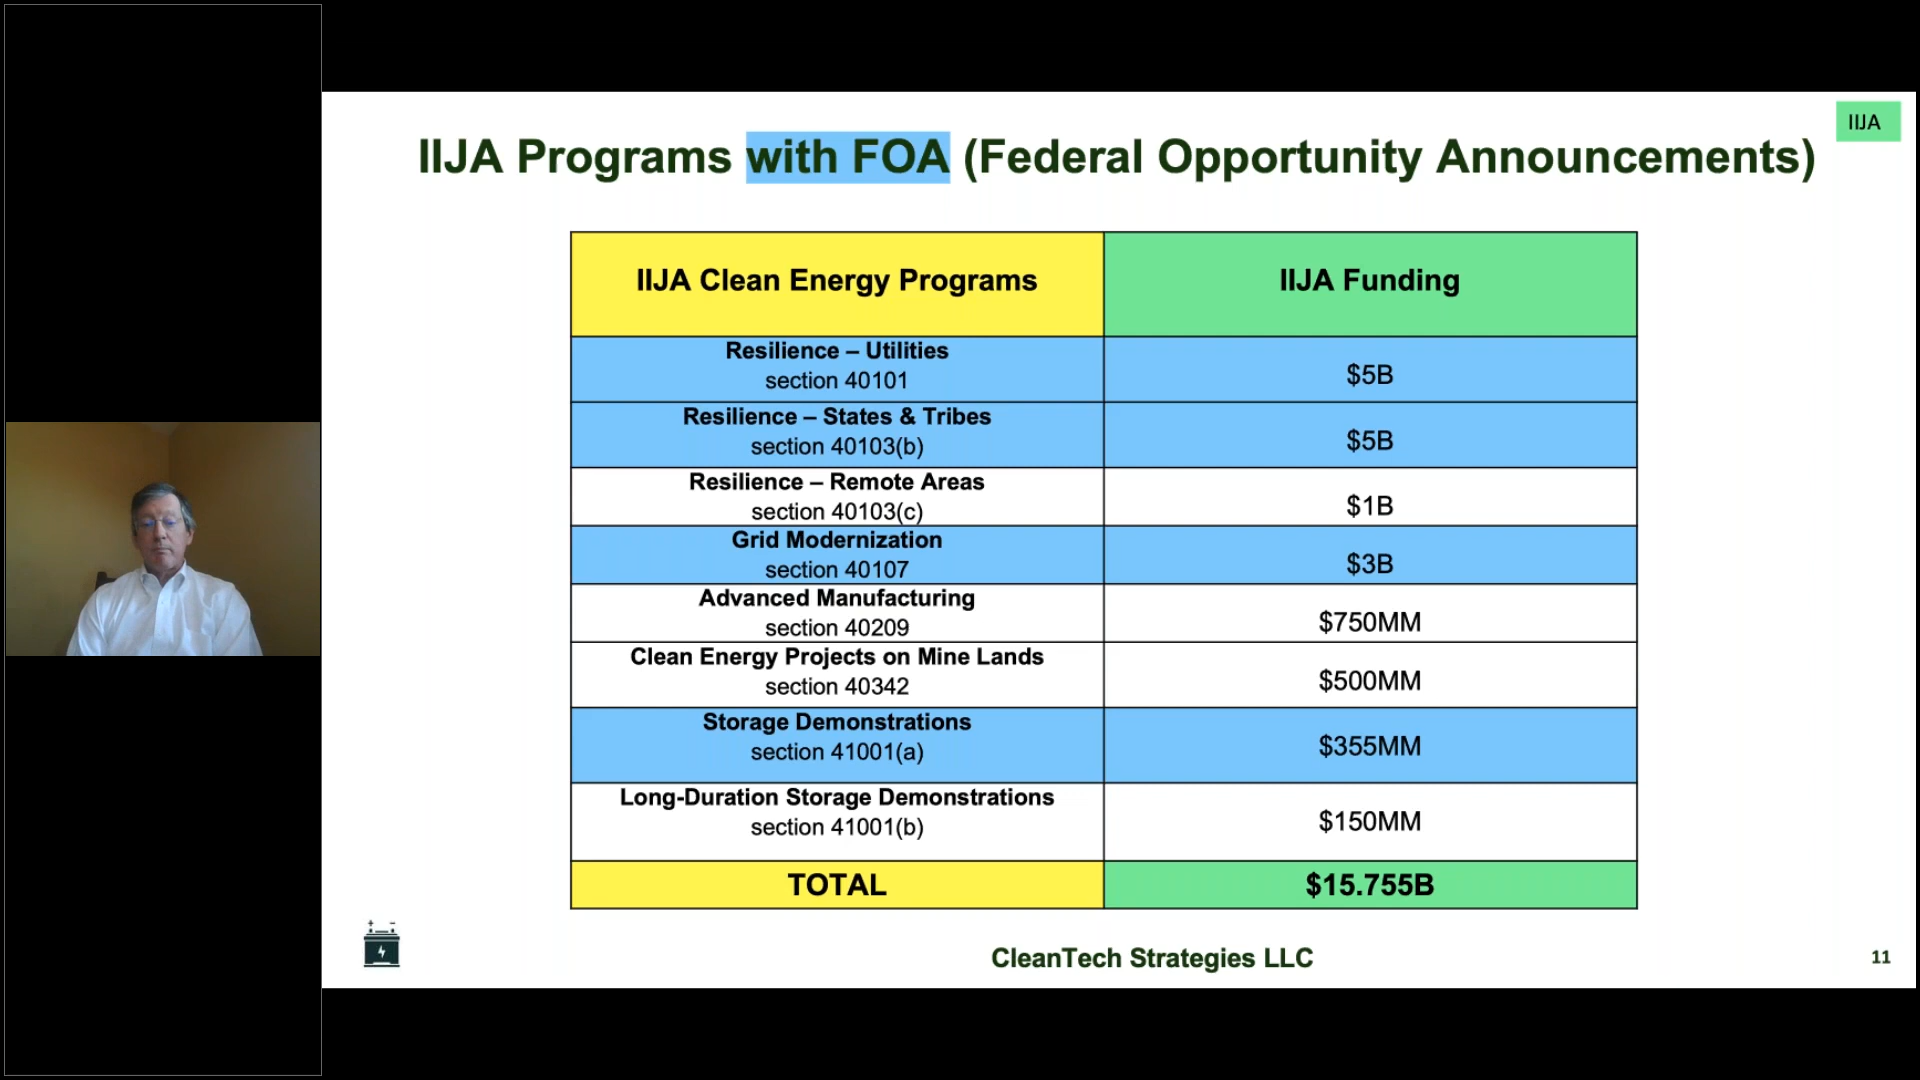 IIJA
IIJA Programs with FOA (Federal Opportunity Announcements)
IIJA Clean Energy Programs
IIJA Funding
Resilience – Utilities
section 40101
$5B
Resilience – States & Tribes
section 40103(b)
$5B
Resilience – Remote Areas
section 40103(c)
$1B
Grid Modernization
section 40107
$3B
Advanced Manufacturing
section 40209
$750MM
Clean Energy Projects on Mine Lands
section 40342
$500MM
Storage Demonstrations
section 41001(a)
$355MM
Long-Duration Storage Demonstrations
section 41001(b)
$150MM
TOTAL
$15.755B
CleanTech Strategies LLC
11